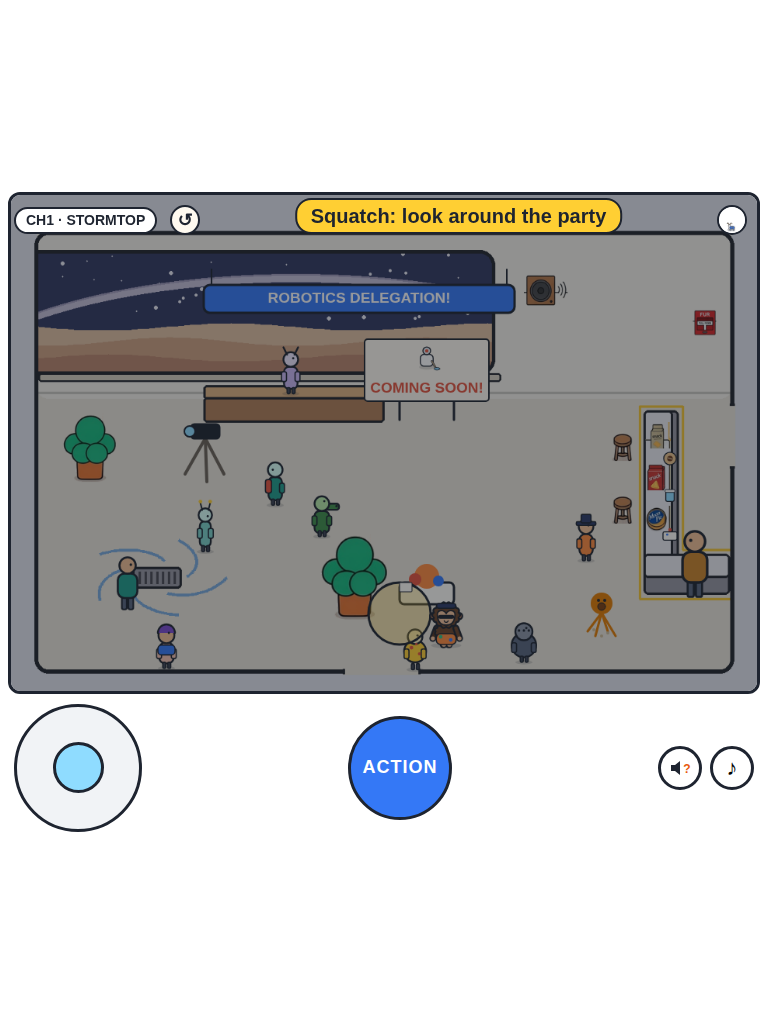 CH1 · STORMTOP
↺
Squatch: look around the party
ROBOTICS DELEGATION!
COMING SOON!
ACTION
?
♪